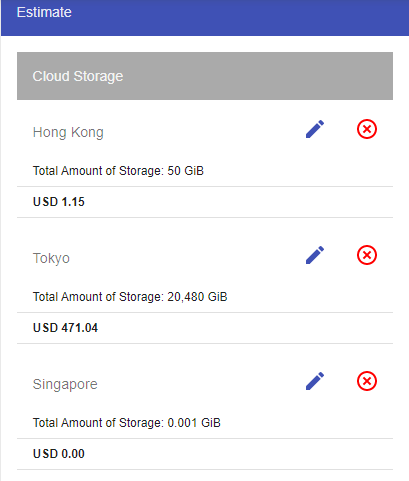 Estimate
Cloud Storage
Hong Kong
Total Amount of Storage: 50 GiB
USD 1.15
Tokyo
Total Amount of Storage: 20,480 GiB
USD 471.04
Singapore
Total Amount of Storage: 0.001 GiB
USD 0.00